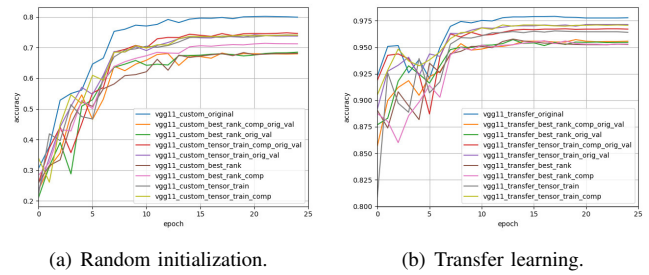 0.8
0.7
0.6
0.5
0.4
0.3
0.2
accuracy
0
5
10
15
20
25
epoch
vgg11_custom_original
vgg11_custom_best_rank_comp_orig_val
vgg11_custom_best_rank_orig_val
vgg11_custom_tensor_train_comp_orig_val
vgg11_custom_tensor_train_orig_val
vgg11_custom_best_rank
vgg11_custom_best_rank_comp
vgg11_custom_tensor_train
vgg11_custom_tensor_train_comp
(a) Random initialization.
0.975
0.950
0.925
0.900
0.875
0.850
0.825
0.800
accuracy
0
5
10
15
20
25
epoch
vgg11_transfer_original
vgg11_transfer_best_rank_comp_orig_val
vgg11_transfer_best_rank_orig_val
vgg11_transfer_tensor_train_comp_orig_val
vgg11_transfer_tensor_train_orig_val
vgg11_transfer_best_rank
vgg11_transfer_best_rank_comp
vgg11_transfer_tensor_train
vgg11_transfer_tensor_train_comp
(b) Transfer learning.